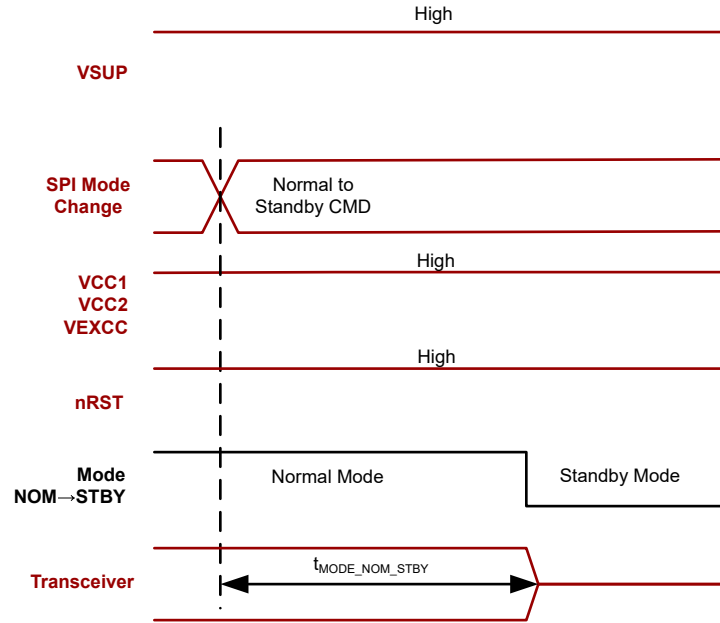 High
VSUP
SPI Mode
Change
Normal to
Standby CMD
High
VCC1
VCC2
VEXCC
High
nRST
Mode
NOM→STBY
Normal Mode
Standby Mode
Transceiver
tMODE_NOM_STBY